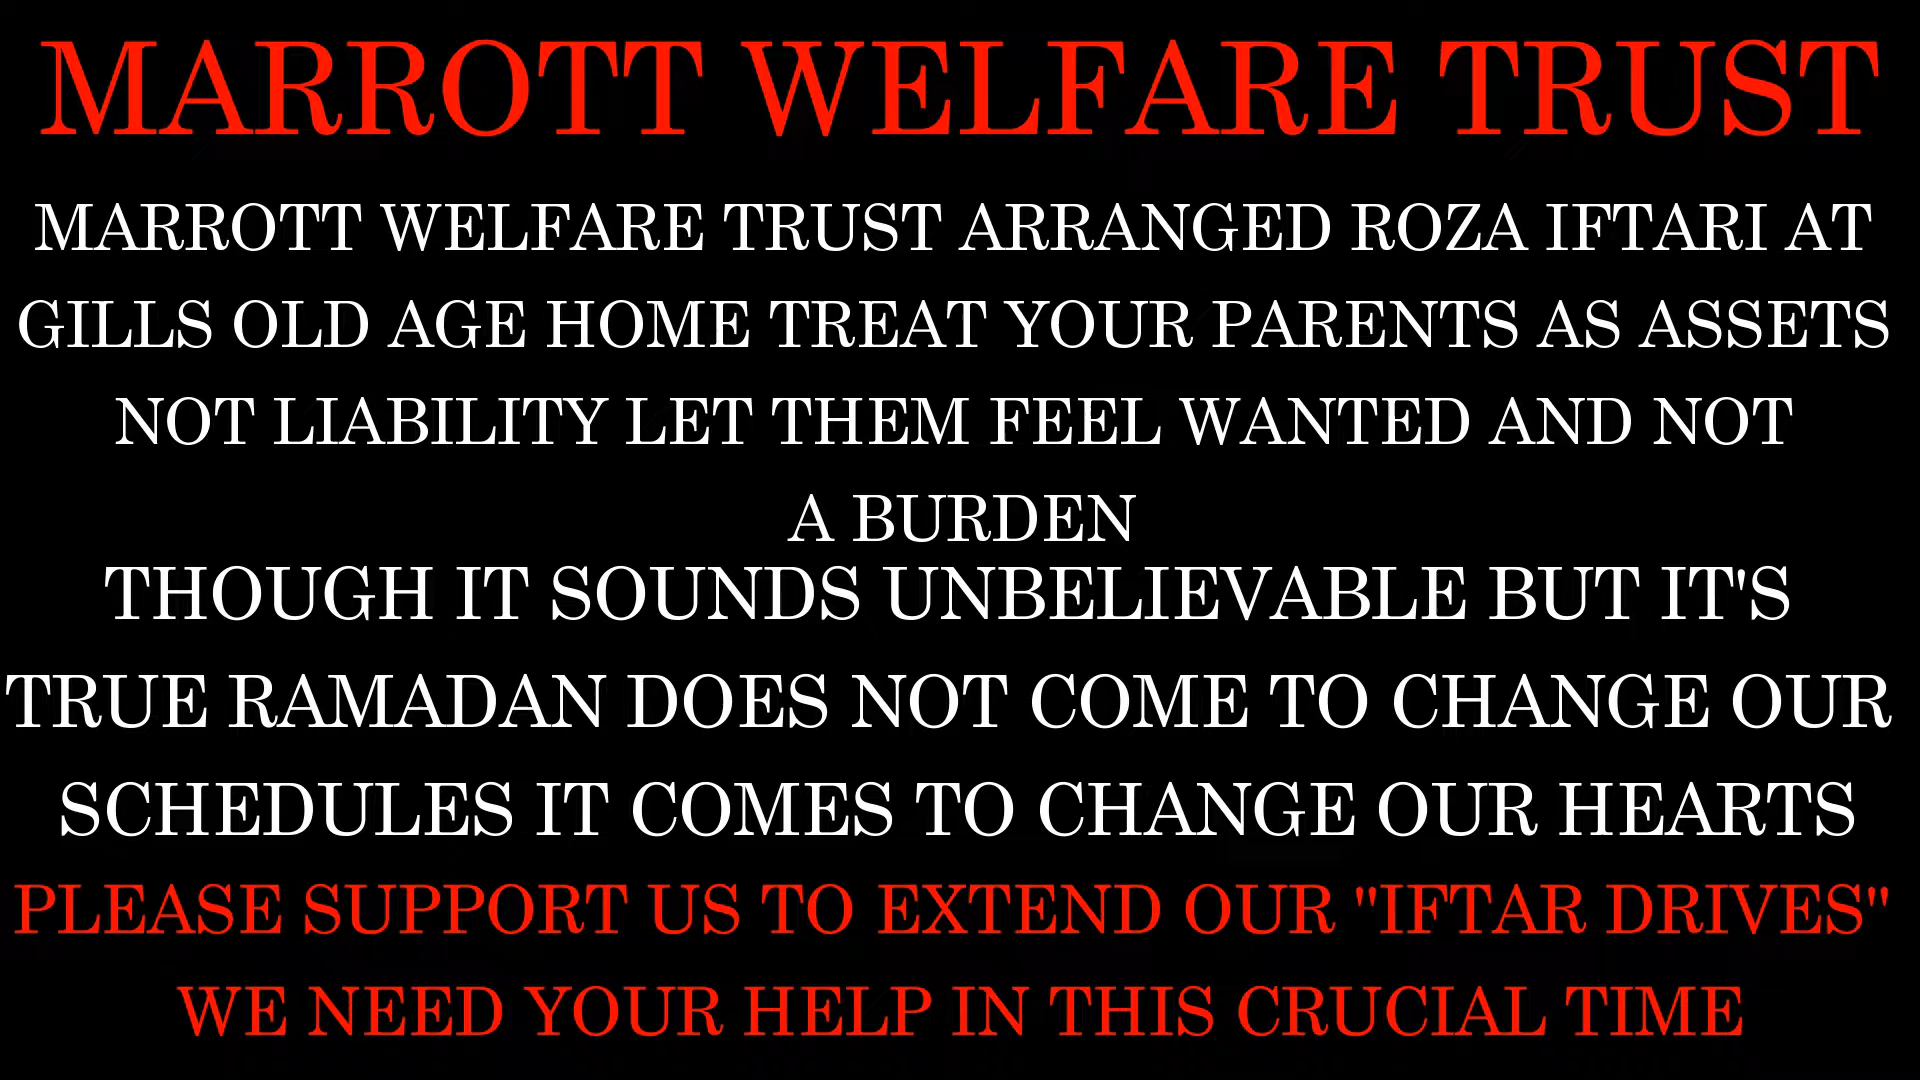 MARROTT WELFARE TRUST
MARROTT WELFARE TRUST ARRANGED ROZA IFTARI AT
GILLS OLD AGE HOME TREAT YOUR PARENTS AS ASSETS
NOT LIABILITY LET THEM FEEL WANTED AND NOT
A BURDEN
THOUGH IT SOUNDS UNBELIEVABLE BUT IT'S
TRUE RAMADAN DOES NOT COME TO CHANGE OUR
SCHEDULES IT COMES TO CHANGE OUR HEARTS
PLEASE SUPPORT US TO EXTEND OUR "IFTAR DRIVES"
WE NEED YOUR HELP IN THIS CRUCIAL TIME